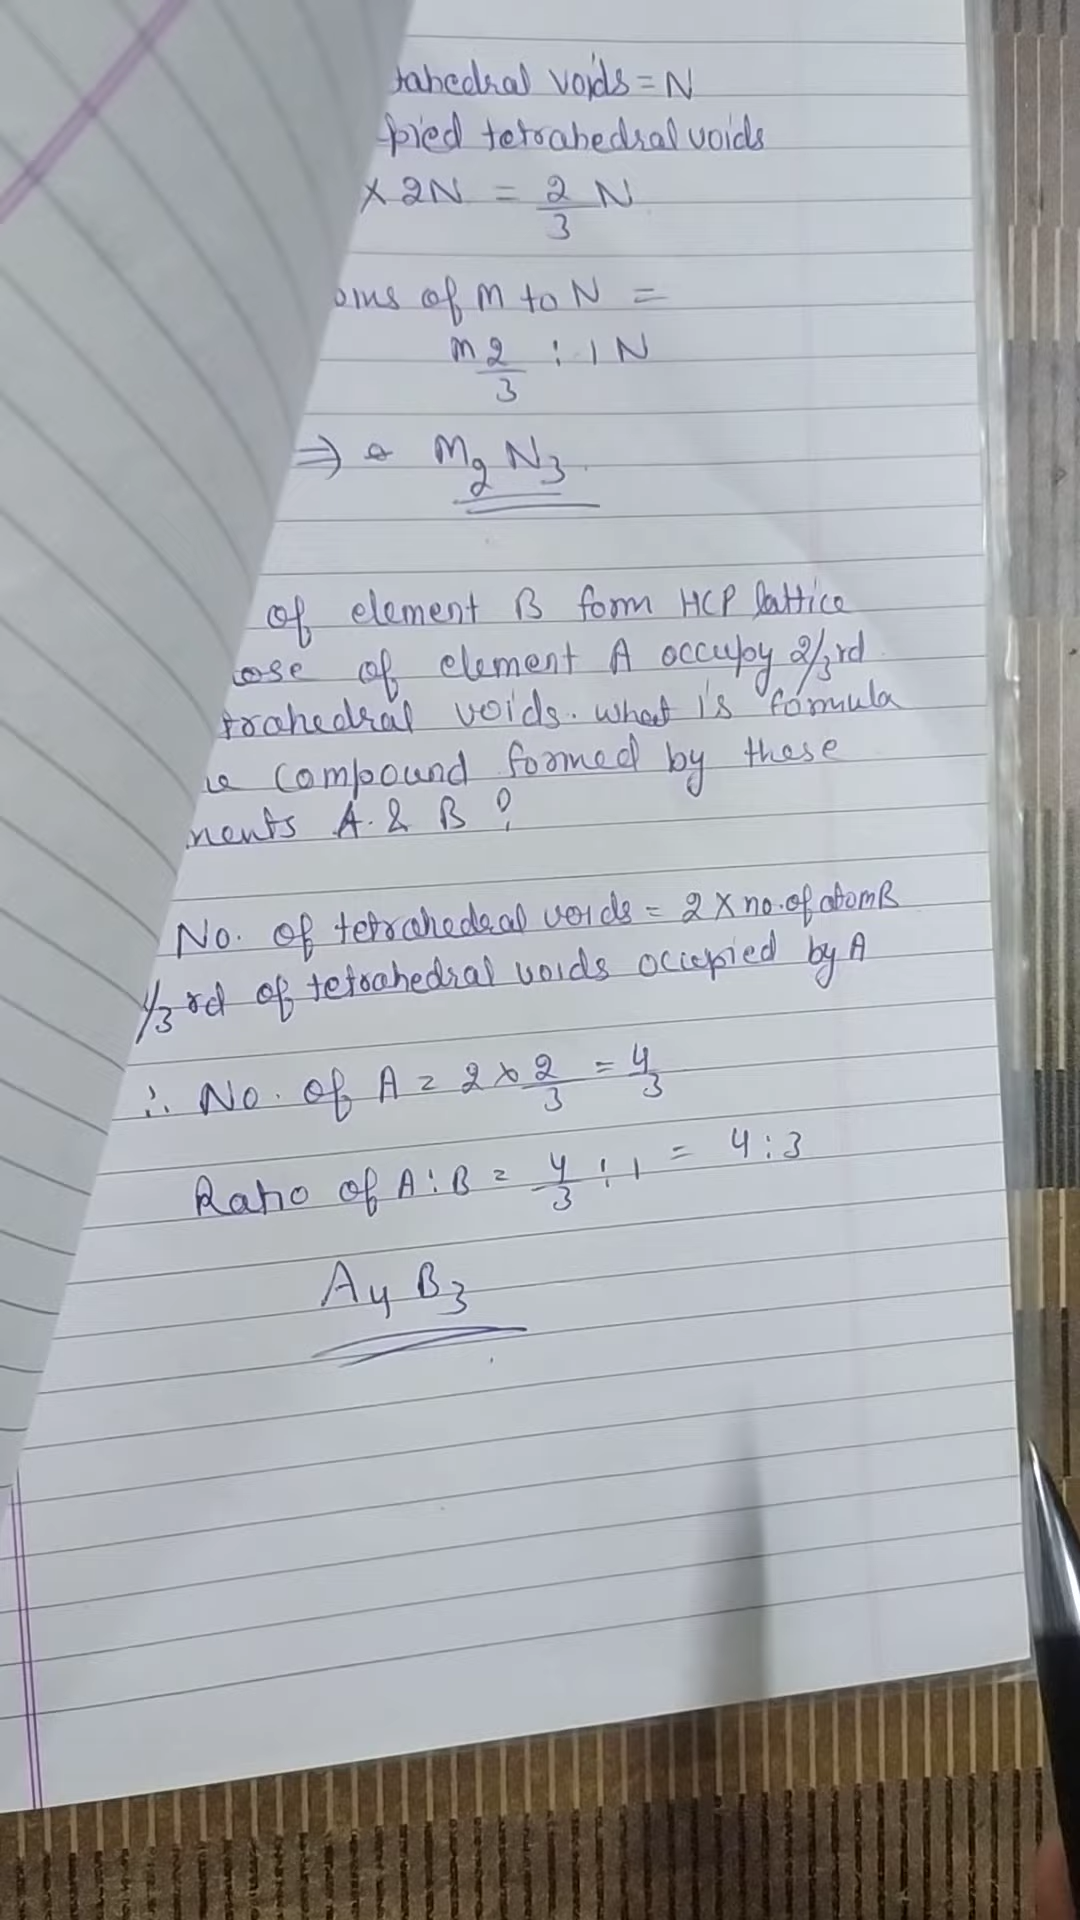 tahedral voids = N
pied tetrahedral voids
× 2N = 2/3 N
oms of M to N =
M 2/3 : 1 N
⇒ M2 N3
of element B form HCP lattice
ose of element A occupy 2/3rd
trahedral voids. what is formula
e compound formed by these
ments A & B ?
No. of tetrahedral voids = 2 × no. of atom B
/3 rd of tetrahedral voids occupied by A
∴ No. of A = 2 × 2/3 = 4/3
Ratio of A:B = 4/3 : 1 = 4:3
A4 B3